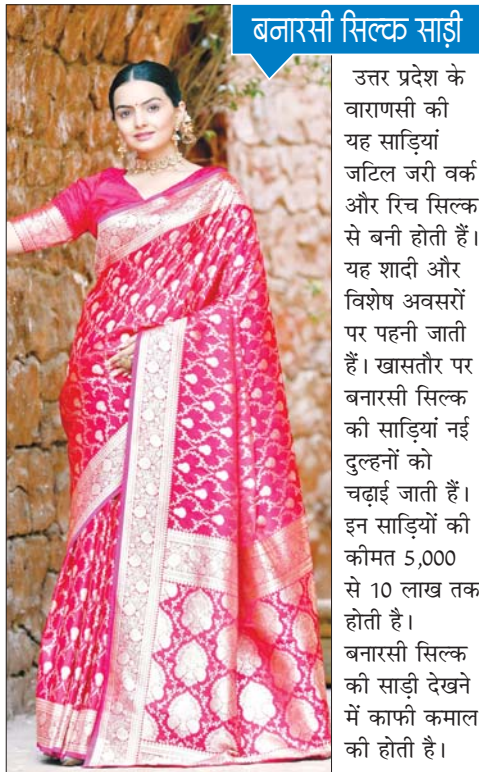 बनारसी सिल्क साड़ी
उत्तर प्रदेश के
वाराणसी की
यह साड़ियां
जटिल जरी वर्क
और रिच सिल्क
से बनी होती हैं।
यह शादी और
विशेष अवसरों
पर पहनी जाती
हैं। खासतौर पर
बनारसी सिल्क
की साड़ियां नई
दुल्हनों को
चढ़ाई जाती हैं।
इन साड़ियों की
कीमत 5,000
से 10 लाख तक
होती है।
बनारसी सिल्क
की साड़ी देखने
में काफी कमाल
की होती है।